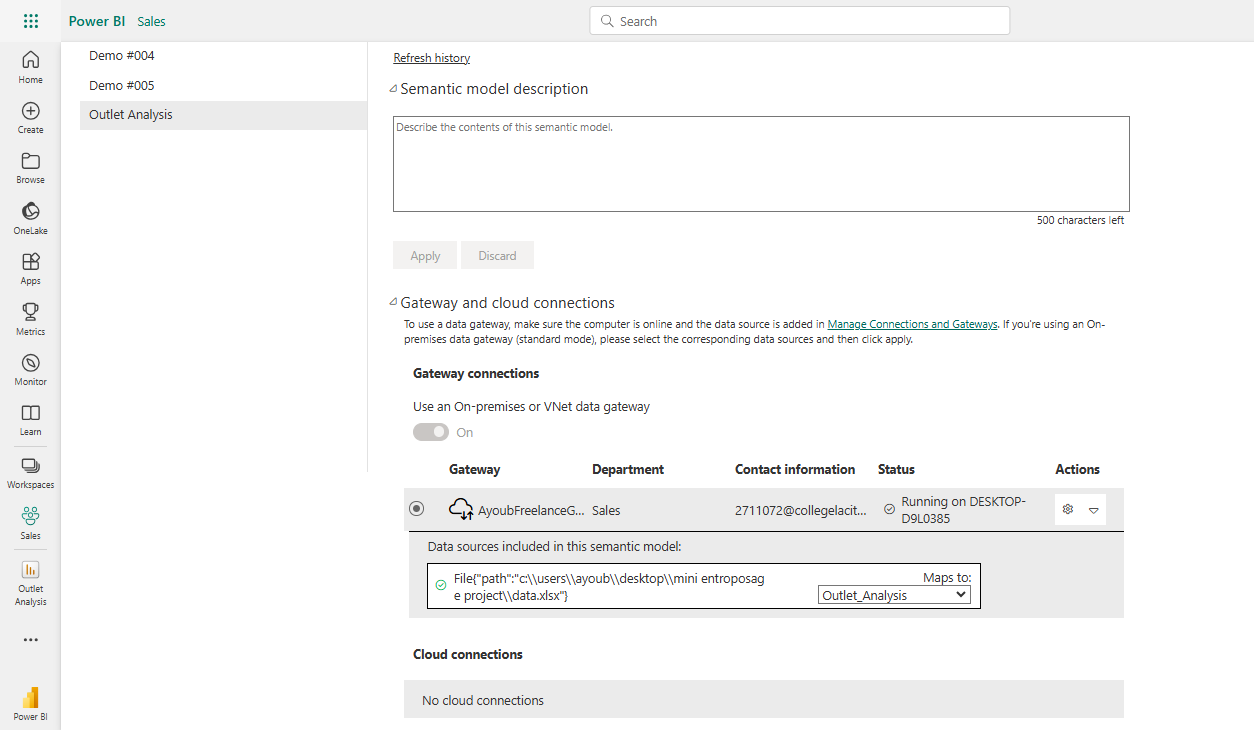 Power BI Sales
Search
Home
Create
Browse
OneLake
Apps
Metrics
Monitor
Learn
Workspaces
Sales
Outlet
Analysis
Power BI
Demo #004
Demo #005
Outlet Analysis
Refresh history
Semantic model description
Describe the contents of this semantic model.
500 characters left
Apply Discard
Gateway and cloud connections
To use a data gateway, make sure the computer is online and the data source is added in Manage Connections and Gateways. If you're using an On-
premises data gateway (standard mode), please select the corresponding data sources and then click apply.
Gateway connections
Use an On-premises or VNet data gateway
On
Gateway Department Contact information Status Actions
AyoubFreelanceG... Sales 2711072@collegelacit... Running on DESKTOP-
D9L0385
Data sources included in this semantic model:
File{"path":"c:\\users\\ayoub\\desktop\\mini entroposag
e project\\data.xlsx"}
Maps to:
Outlet_Analysis
Cloud connections
No cloud connections